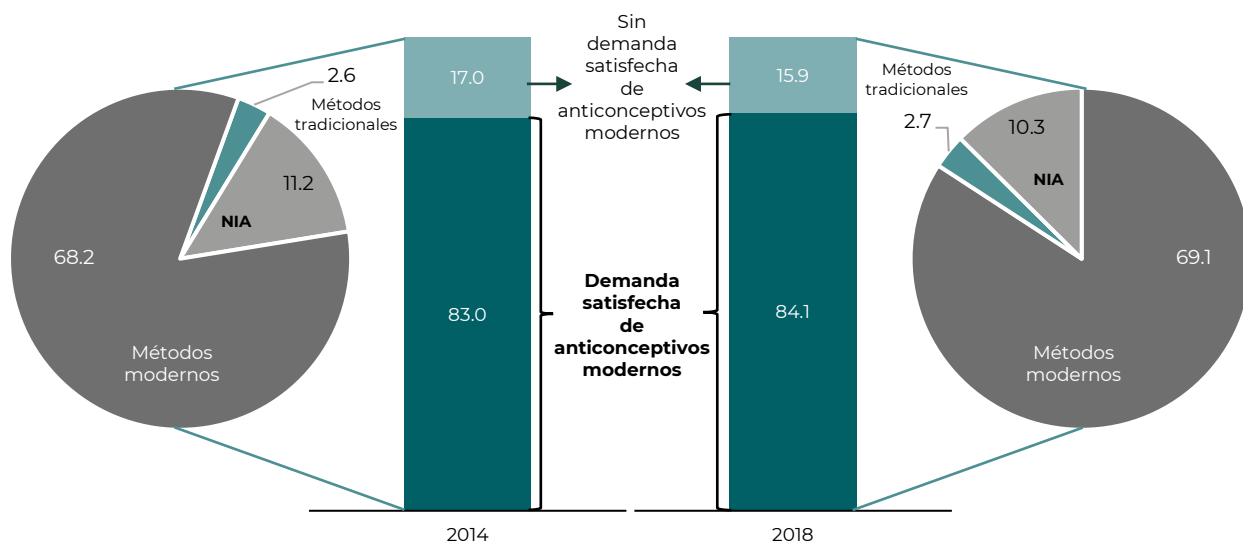 2.6
Métodos
tradicionales
11.2
NIA
68.2
Métodos
modernos
17.0
83.0
2014
Sin
demanda
satisfecha
de
anticonceptivos
modernos
Demanda
satisfecha
de
anticonceptivos
modernos
15.9
84.1
2018
Métodos
tradicionales
2.7
10.3
NIA
69.1
Métodos
modernos